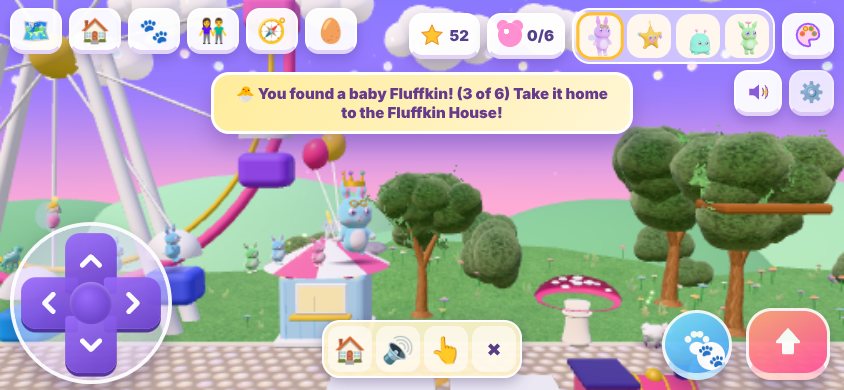 52
0/6
🐣 You found a baby Fluffkin! (3 of 6) Take it home
to the Fluffkin House!